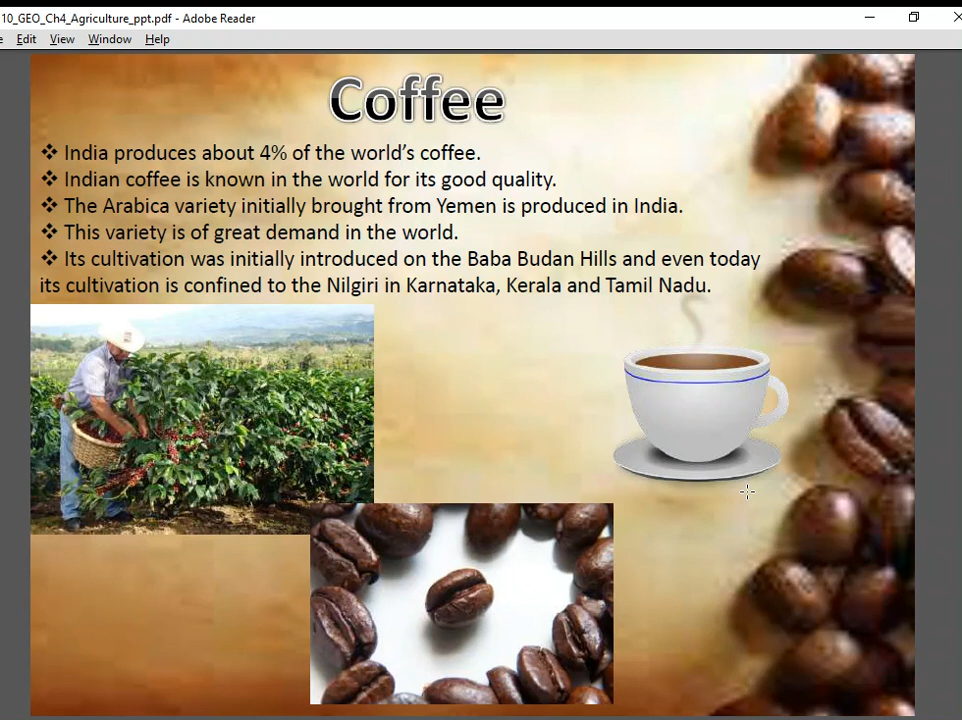 10_GEO_Ch4_Agriculture_ppt.pdf - Adobe Reader
e Edit View Window Help
Coffee
❖ India produces about 4% of the world's coffee.
❖ Indian coffee is known in the world for its good quality.
❖ The Arabica variety initially brought from Yemen is produced in India.
❖ This variety is of great demand in the world.
❖ Its cultivation was initially introduced on the Baba Budan Hills and even today
its cultivation is confined to the Nilgiri in Karnataka, Kerala and Tamil Nadu.